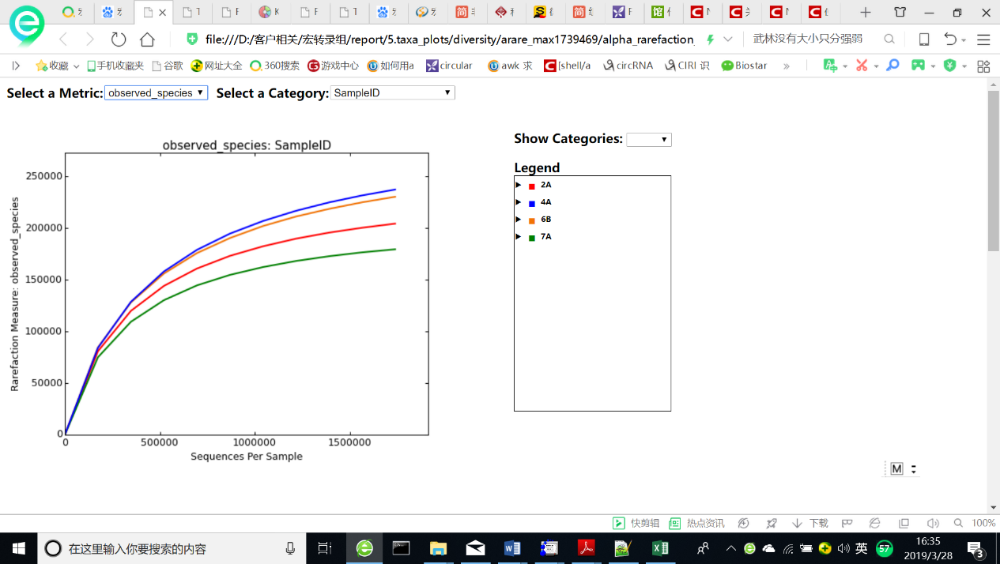 file:///D:/客户相关/宏转录组/report/5.taxa_plots/diversity/arare_max1739469/alpha_rarefaction_
武林没有大小只分强弱
收藏
手机收藏夹
谷歌
网址大全
360搜索
游戏中心
如何用a
circular
awk 求
[shell/a
circRNA
CIRI 识
Biostar
»
Select a Metric: observed_species Select a Category: SampleID
observed_species: SampleID
Rarefaction Measure: observed_species
250000
200000
150000
100000
50000
0
0 500000 1000000 1500000
Sequences Per Sample
Show Categories:
Legend
2A
4A
6B
7A
M
快剪辑 热点资讯 下载 100%
在这里输入你要搜索的内容
英
57
16:35
2019/3/28
3